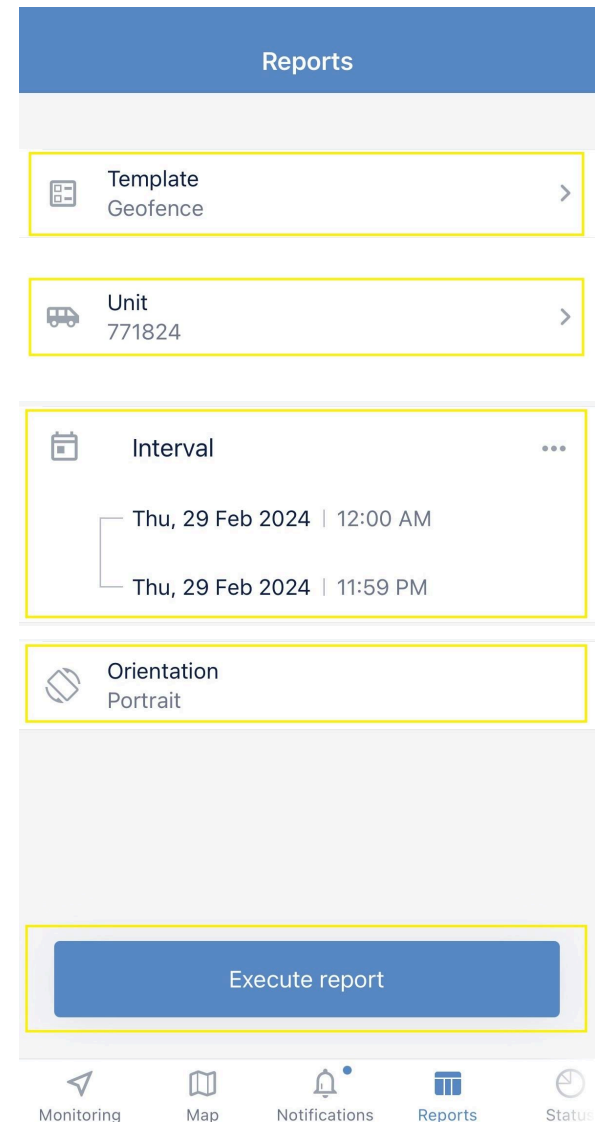 Reports
Template
Geofence
Unit
771824
Interval
Thu, 29 Feb 2024 | 12:00 AM
Thu, 29 Feb 2024 | 11:59 PM
Orientation
Portrait
Execute report
Monitoring Map Notifications Reports Status